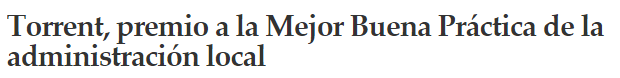 Torrent, premio a la Mejor Buena Práctica de la
administración local